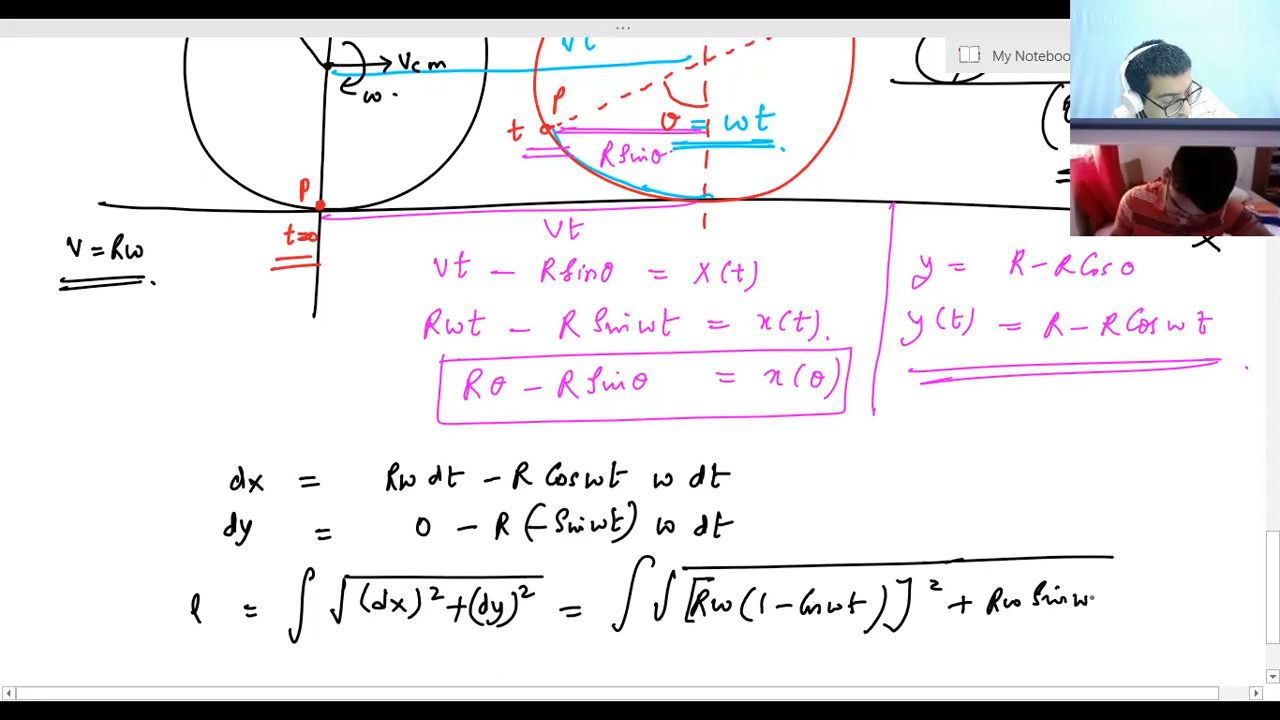 My Notebook
Vcm
ω.
Vt
P
t
θ = ωt
R sinθ
P
t=0
Vt
V = Rω
X
Vt - R sinθ = X(t)
Rωt - R Sinωt = x(t).
Rθ - R Sinθ = x(θ)
y = R - R Cosθ
y(t) = R - R Cosωt
dx = Rω dt - R Cosωt ω dt
dy = 0 - R (-Sinωt) ω dt
l = ∫ √(dx)² + (dy)² = ∫ √[Rω(1 - Cosωt)]² + Rω Sinω